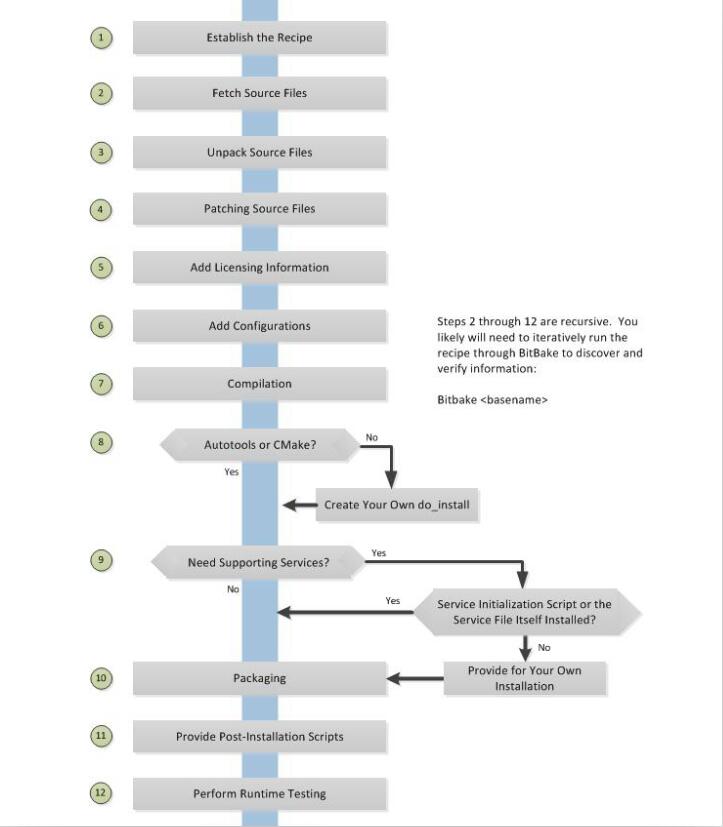 1 Establish the Recipe
2 Fetch Source Files
3 Unpack Source Files
4 Patching Source Files
5 Add Licensing Information
6 Add Configurations
Steps 2 through 12 are recursive. You
likely will need to iteratively run the
recipe through BitBake to discover and
verify information:
Bitbake <basename>
7 Compilation
8 Autotools or CMake?
No
Yes
Create Your Own do_install
9 Need Supporting Services?
Yes
No
Yes
Service Initialization Script or the
Service File Itself Installed?
No
10 Packaging
Provide for Your Own
Installation
11 Provide Post-Installation Scripts
12 Perform Runtime Testing